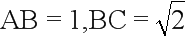 AB = 1,BC = √2